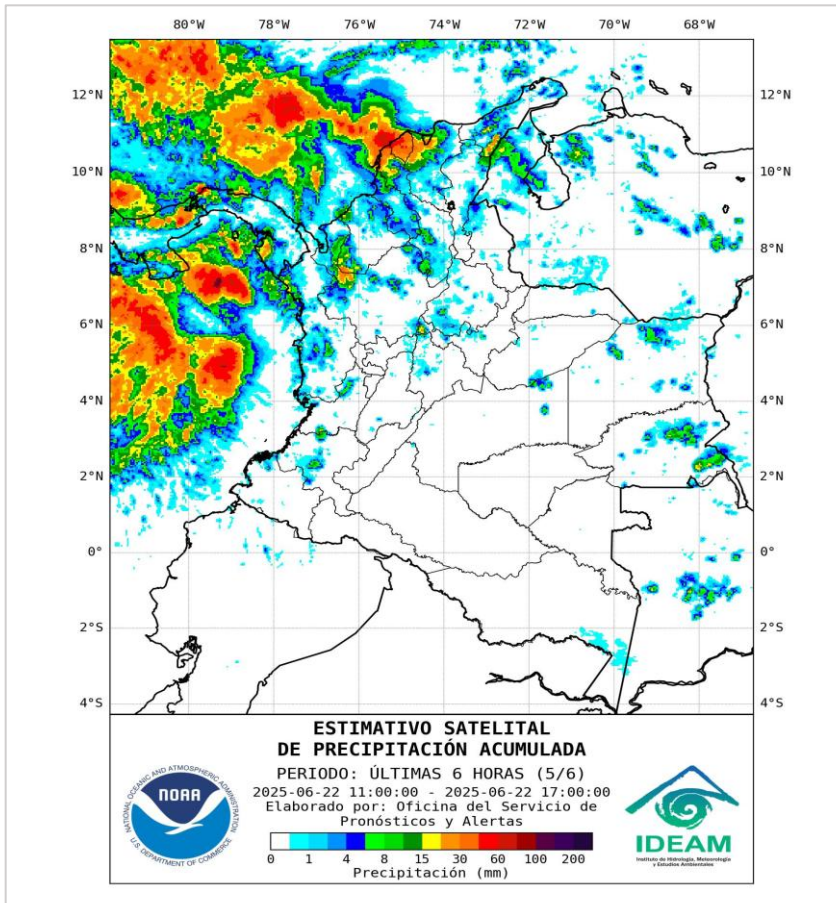 80°W 78°W 76°W 74°W 72°W 70°W 68°W
12°N 12°N
10°N 10°N
8°N 8°N
6°N 6°N
4°N 4°N
2°N 2°N
0° 0°
2°S 2°S
4°S 4°S
ESTIMATIVO SATELITAL
DE PRECIPITACIÓN ACUMULADA
PERIODO: ÚLTIMAS 6 HORAS (5/6)
2025-06-22 11:00:00 - 2025-06-22 17:00:00
Elaborado por: Oficina del Servicio de
Pronósticos y Alertas
0 1 4 8 15 30 60 100 200
Precipitación (mm)
NATIONAL OCEANIC AND ATMOSPHERIC ADMINISTRATION
NOAA
U.S. DEPARTMENT OF COMMERCE
IDEAM
Instituto de Hidrología, Meteorología
y Estudios Ambientales